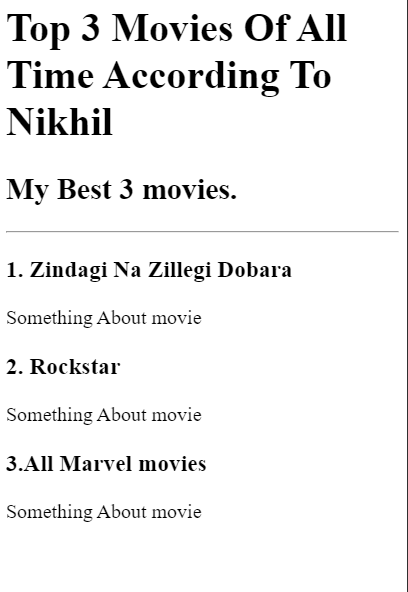 Top 3 Movies Of All
Time According To
Nikhil
My Best 3 movies.
1. Zindagi Na Zillegi Dobara
Something About movie
2. Rockstar
Something About movie
3.All Marvel movies
Something About movie